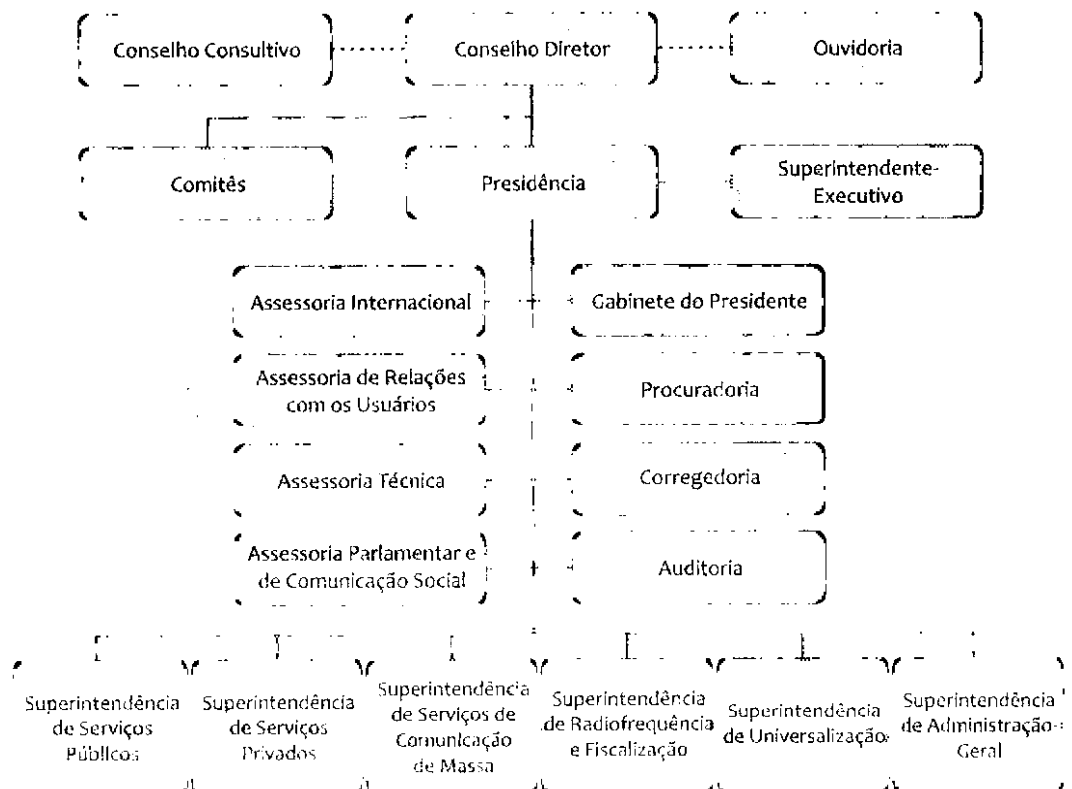 Conselho Consultivo
Conselho Diretor
Ouvidoria
Comitês
Presidência
Superintendente-
Executivo
Assessoria Internacional
Gabinete do Presidente
Assessoria de Relações
com os Usuários
Procuradoria
Assessoria Técnica
Corregedoria
Assessoria Parlamentar e
de Comunicação Social
Auditoria
Superintendência
de Serviços
Públicos
Superintendência
de Serviços
Privados
Superintendência
de Serviços de
Comunicação
de Massa
Superintendência
de Radiofrequência
e Fiscalização
Superintendência
de Universalização
Superintendência
de Administração-
Geral